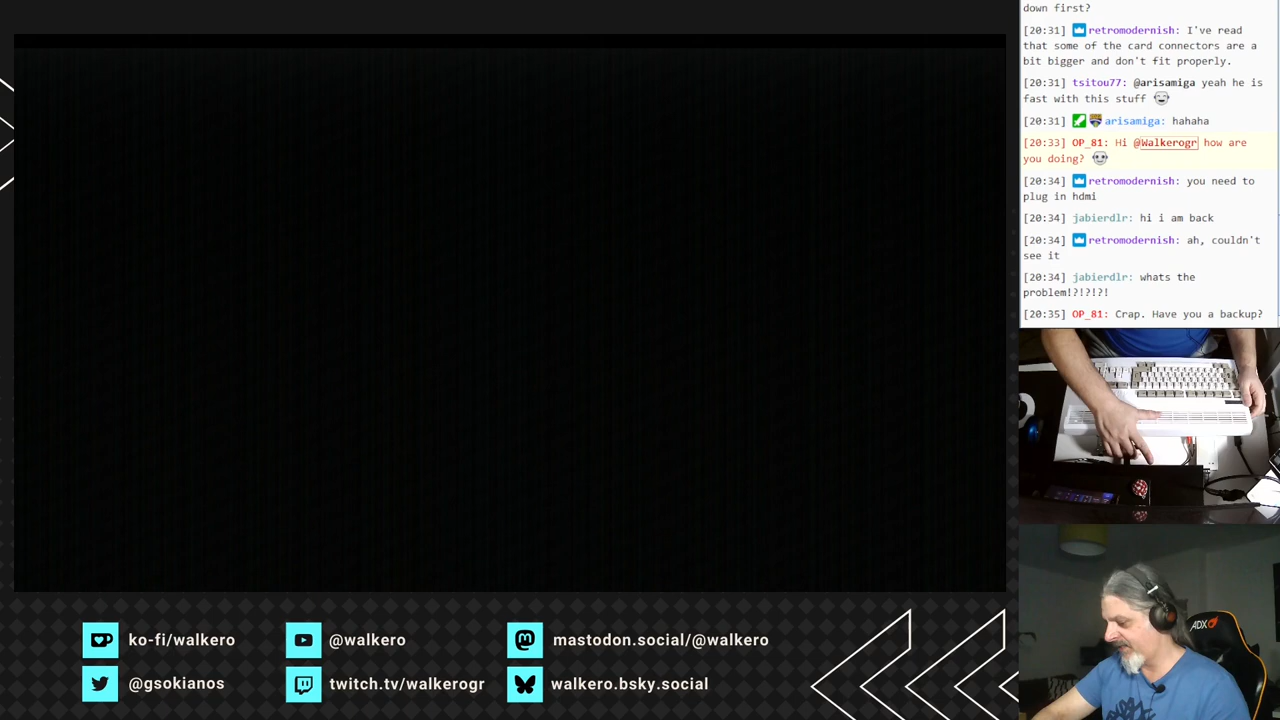 down first?
[20:31] retromodernish: I've read
that some of the card connectors are a
bit bigger and don't fit properly.
[20:31] tsitou77: @arisamiga yeah he is
fast with this stuff
[20:31] arisamiga: hahaha
[20:33] OP_81: Hi @Walkerogr how are
you doing?
[20:34] retromodernish: you need to
plug in hdmi
[20:34] jabierdlr: hi i am back
[20:34] retromodernish: ah, couldn't
see it
[20:34] jabierdlr: whats the
problem!?!?!?!
[20:35] OP_81: Crap. Have you a backup?
ADX
ko-fi/walkero
@walkero
mastodon.social/@walkero
@gsokianos
twitch.tv/walkerogr
walkero.bsky.social